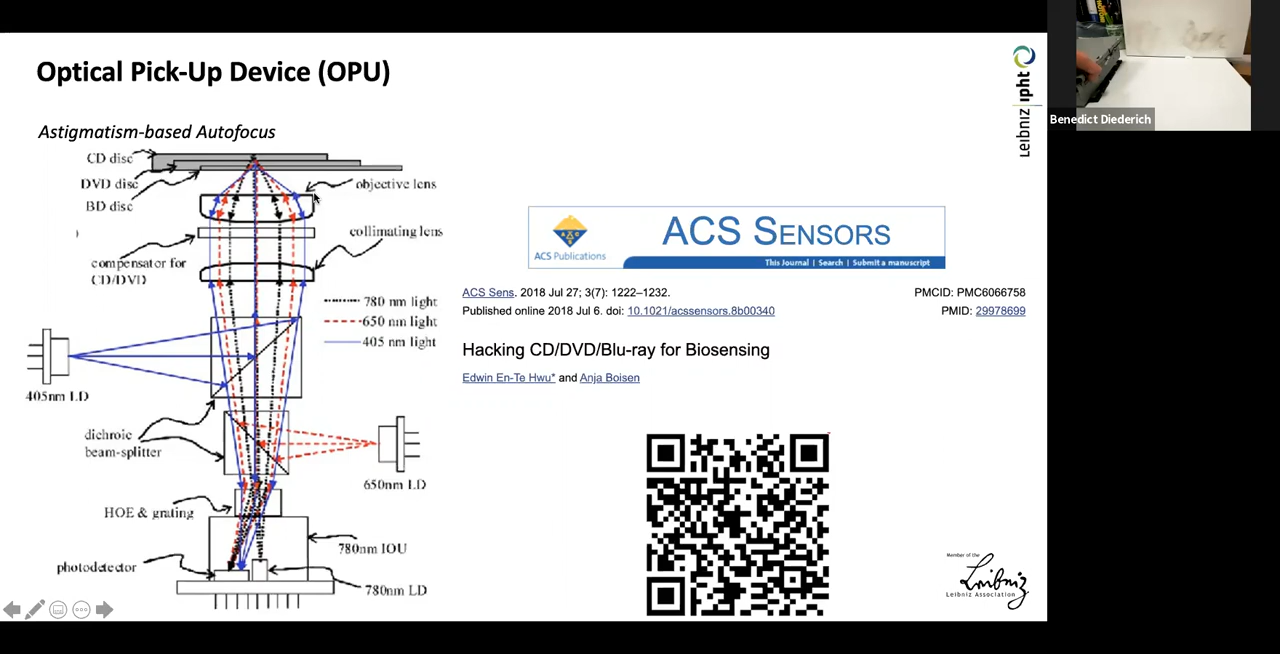 Optical Pick-Up Device (OPU)
Astigmatism-based Autofocus
CD disc
DVD disc
BD disc
objective lens
collimating lens
compensator for
CD/DVD
780 nm light
650 nm light
405 nm light
405nm LD
dichroic
beam-splitter
650nm LD
HOE & grating
780nm IOU
photodetector
780nm LD
ACS Publications
ACS SENSORS
This Journal | Search | Submit a manuscript
ACS Sens. 2018 Jul 27; 3(7): 1222–1232.
Published online 2018 Jul 6. doi: 10.1021/acssensors.8b00340
PMCID: PMC6066758
PMID: 29978699
Hacking CD/DVD/Blu-ray for Biosensing
Edwin En-Te Hwu* and Anja Boisen
Leibniz ipht
Member of the
Leibniz
Leibniz Association
Benedict Diederich